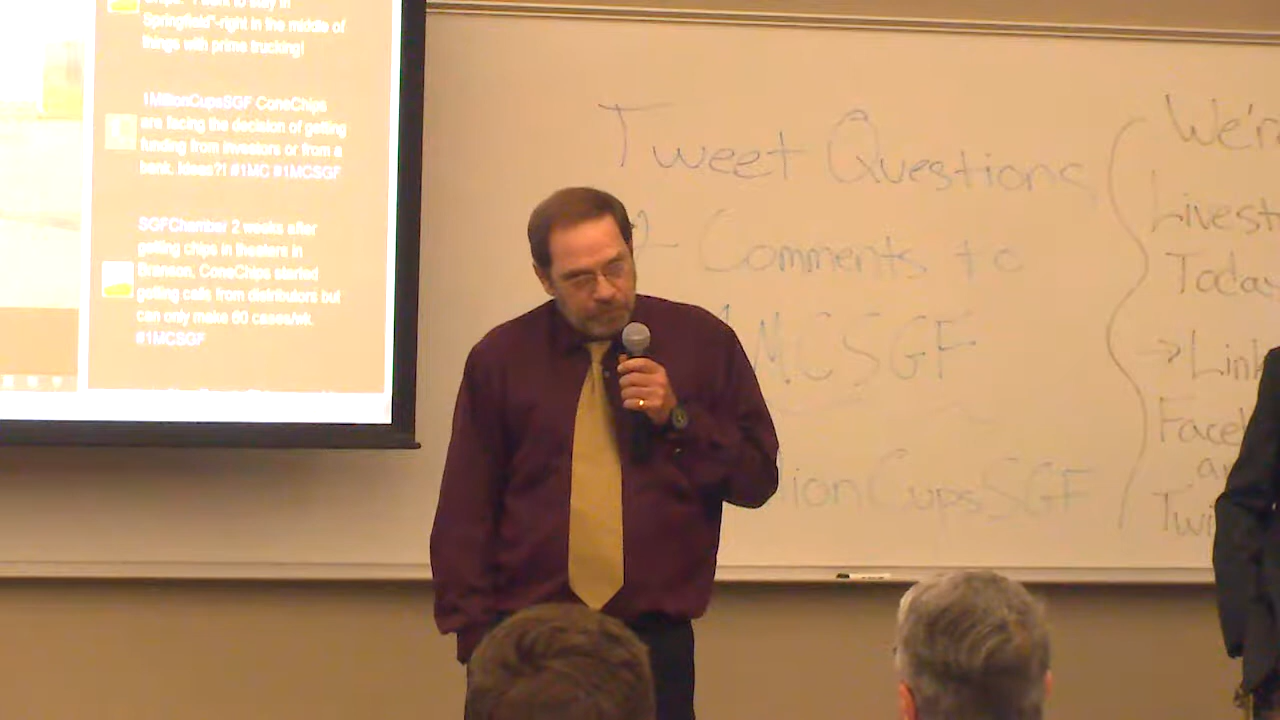 Springfield"-right in the middle of
things with prime trucking!
1MillionCupsSGF ConeChips
are facing the decision of getting
funding from investors or from a
bank. Ideas?! #1MC #1MCSGF
SGFChamber 2 weeks after
getting chips in theaters in
Branson, ConeChips started
getting calls from distributors but
can only make 60 cases/wk.
#1MCSGF
Tweet Questions
Comments to
MCSGF
ionCupsSGF
We'r
Livest
Today
→ Link
Faceb
an
Twi